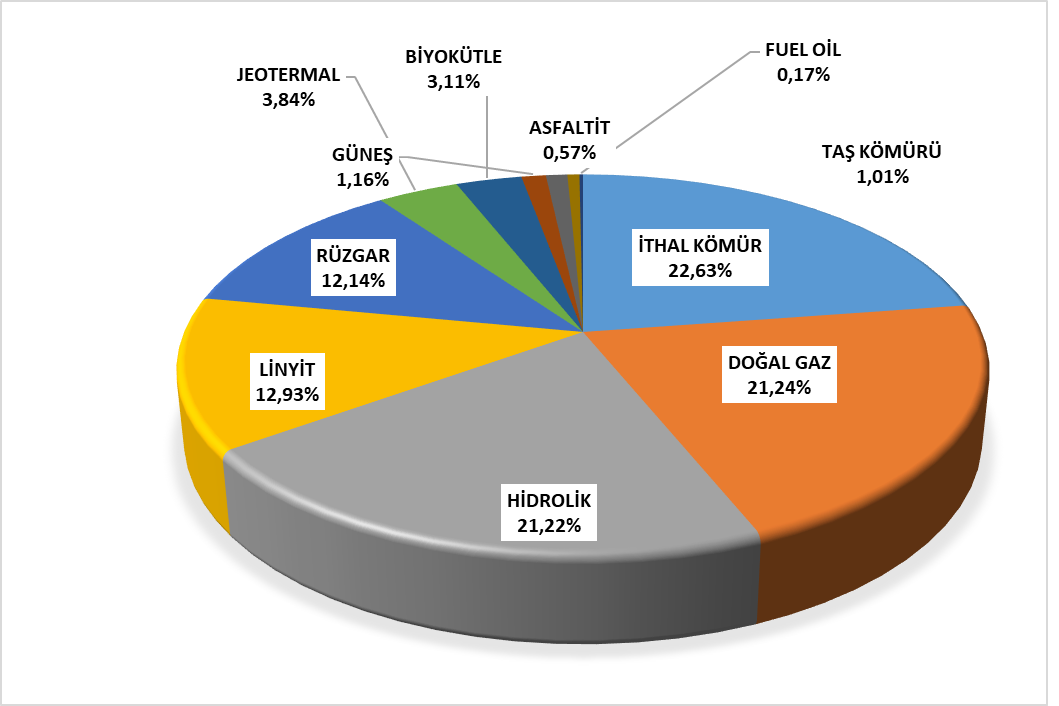 FUEL OİL
0,17%
BİYOKÜTLE
3,11%
JEOTERMAL
3,84%
ASFALTİT
0,57%
TAŞ KÖMÜRÜ
1,01%
GÜNEŞ
1,16%
İTHAL KÖMÜR
22,63%
RÜZGAR
12,14%
DOĞAL GAZ
21,24%
LİNYİT
12,93%
HİDROLİK
21,22%